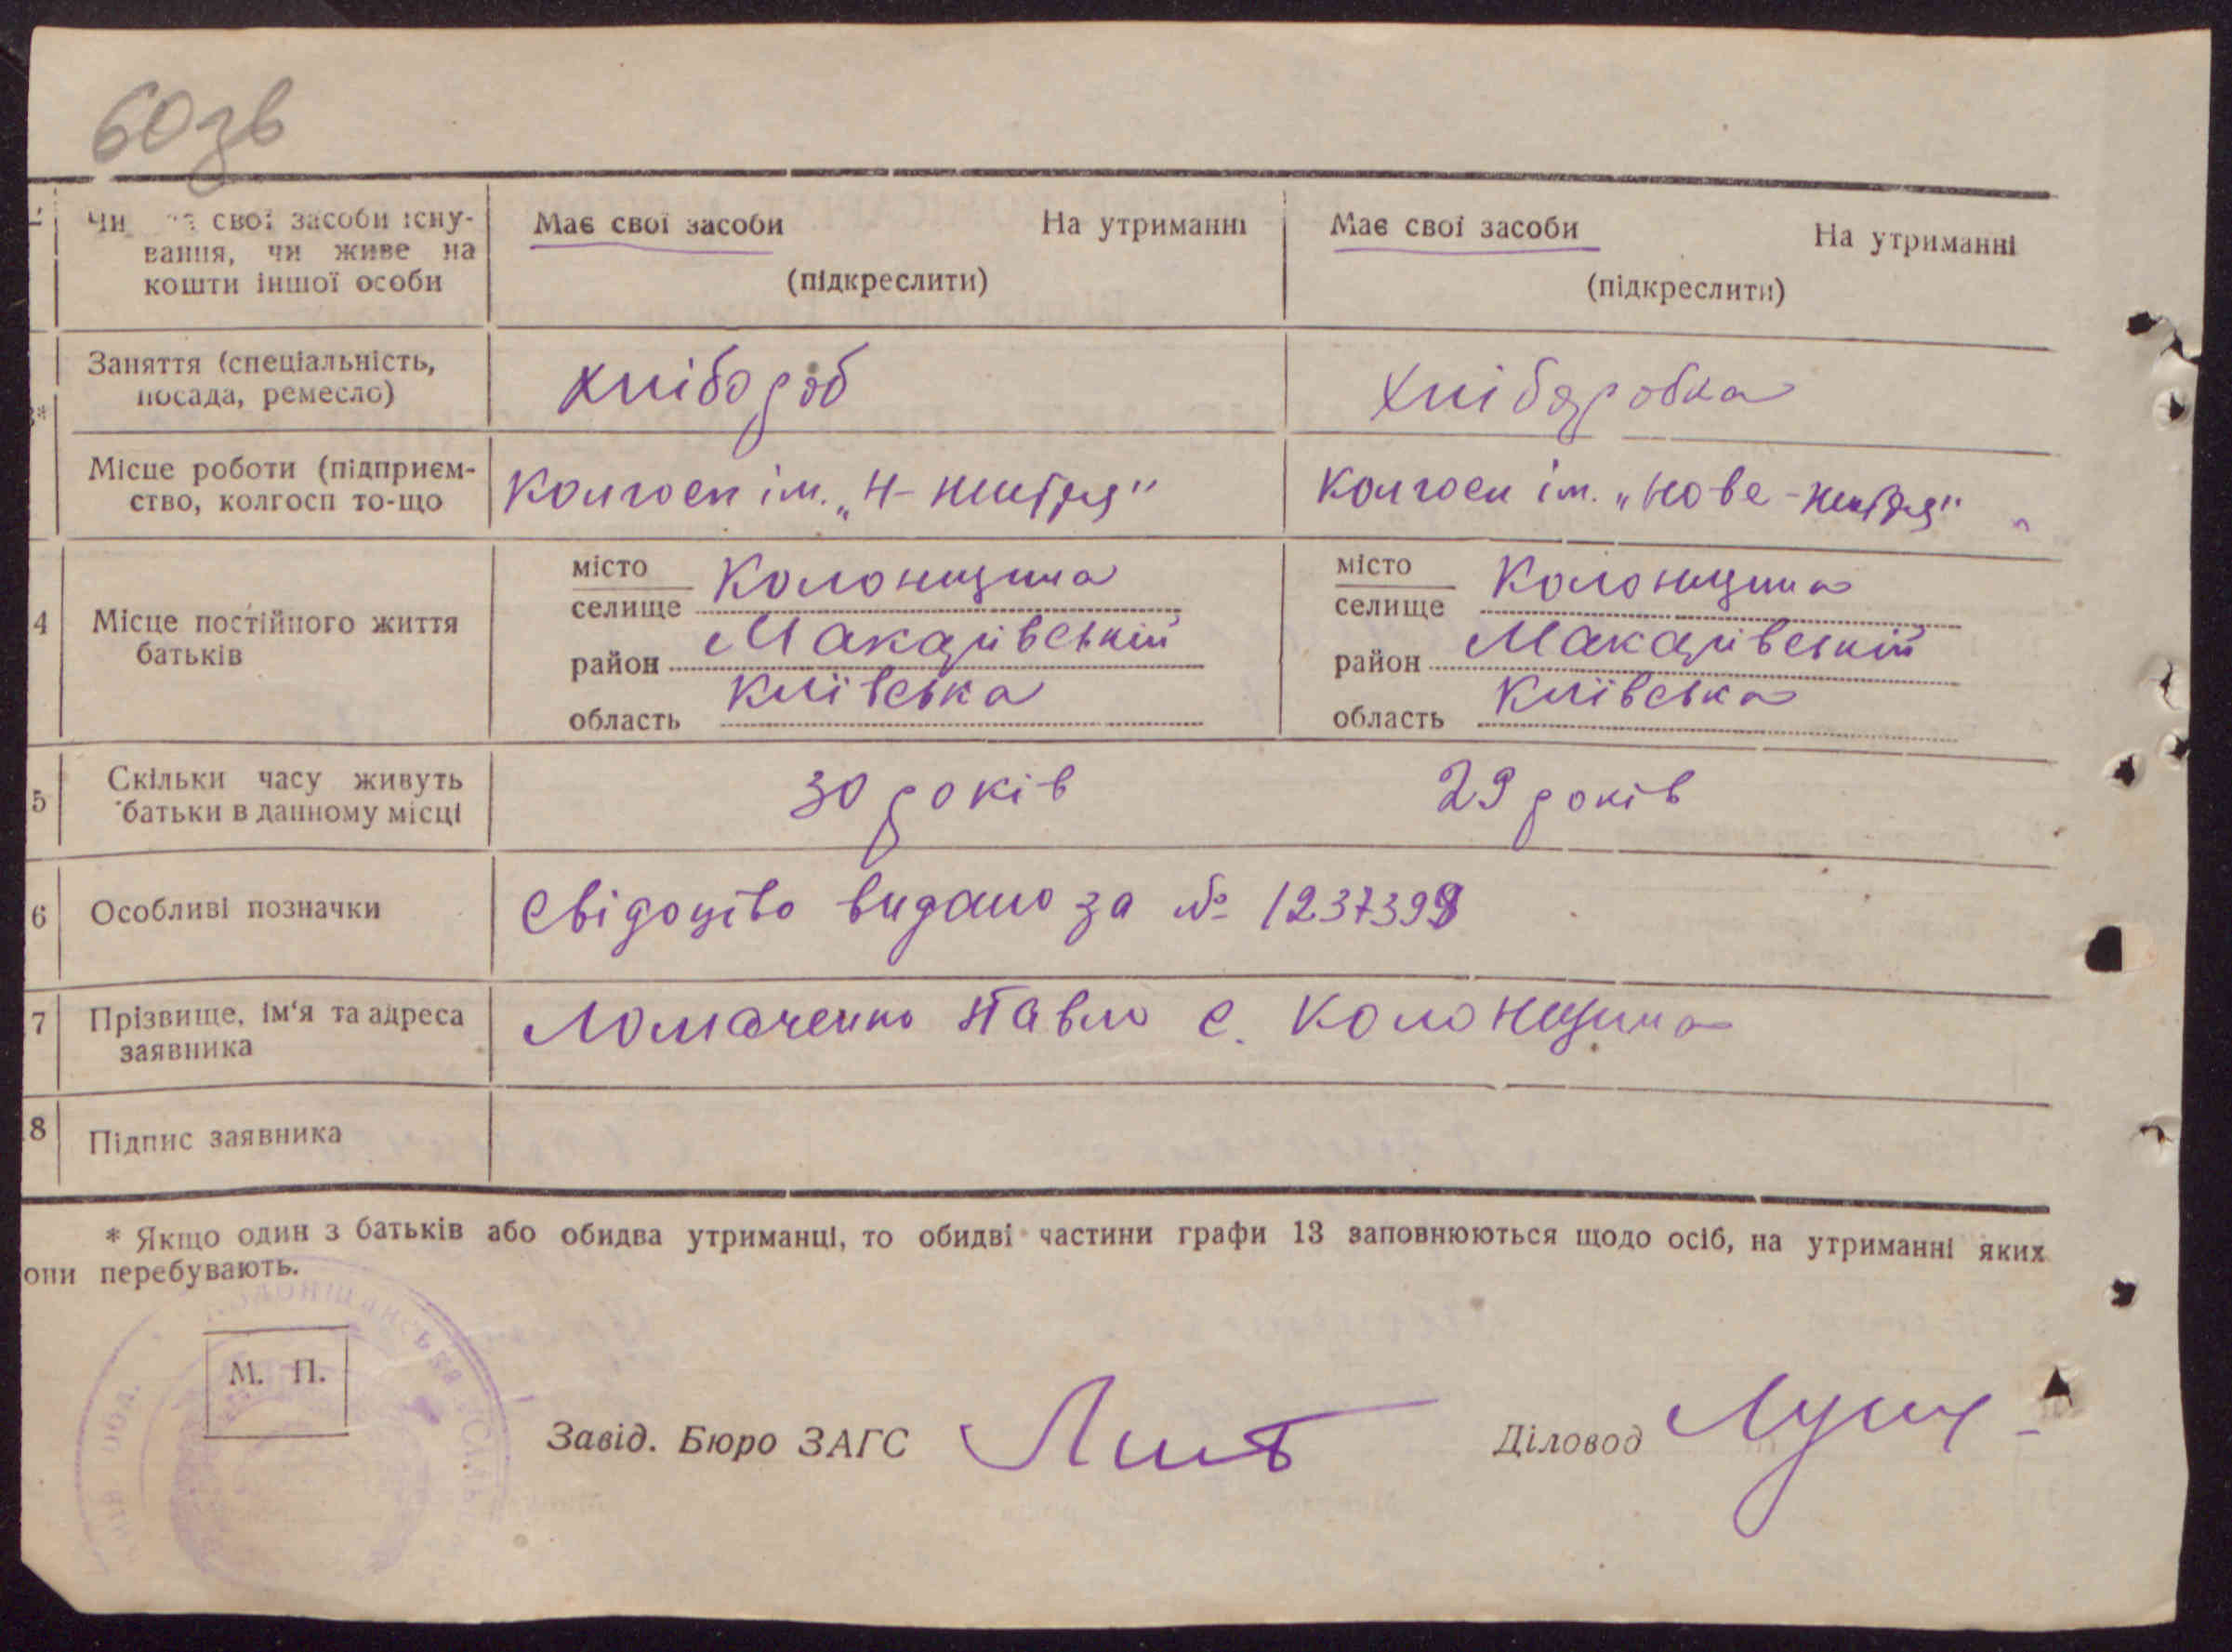 60зв
Чи свої засоби існу-
вання, чи живе на
кошти іншої особи
Має свої засоби На утриманні
(підкреслити)
Має свої засоби На утриманні
(підкреслити)
Заняття (спеціальність,
посада, ремесло)
хлібороб
хліборобка
Місце роботи (підприєм-
ство, колгосп то-що
Колгосп ім. „Н-життя"
Колгосп ім. „Нове-життя"
4
Місце постійного життя
батьків
місто
селище Колонщина
район Макарівський
область Київська
місто
селище Колонщина
район Макарівський
область Київська
5
Скільки часу живуть
батьки в данному місці
30 років
29 років
6
Особливі позначки
Свідоцтво видано за №
7
Прізвище, ім'я та адреса
заявника
Ломаченко Павло с. Колонщина
8
Підпис заявника
* Якщо один з батьків або обидва утриманці, то обидві частини графи 13 заповнюються щодо осіб, на утриманні яких
они перебувають.
М. П.
Завід. Бюро ЗАГС
Діловод